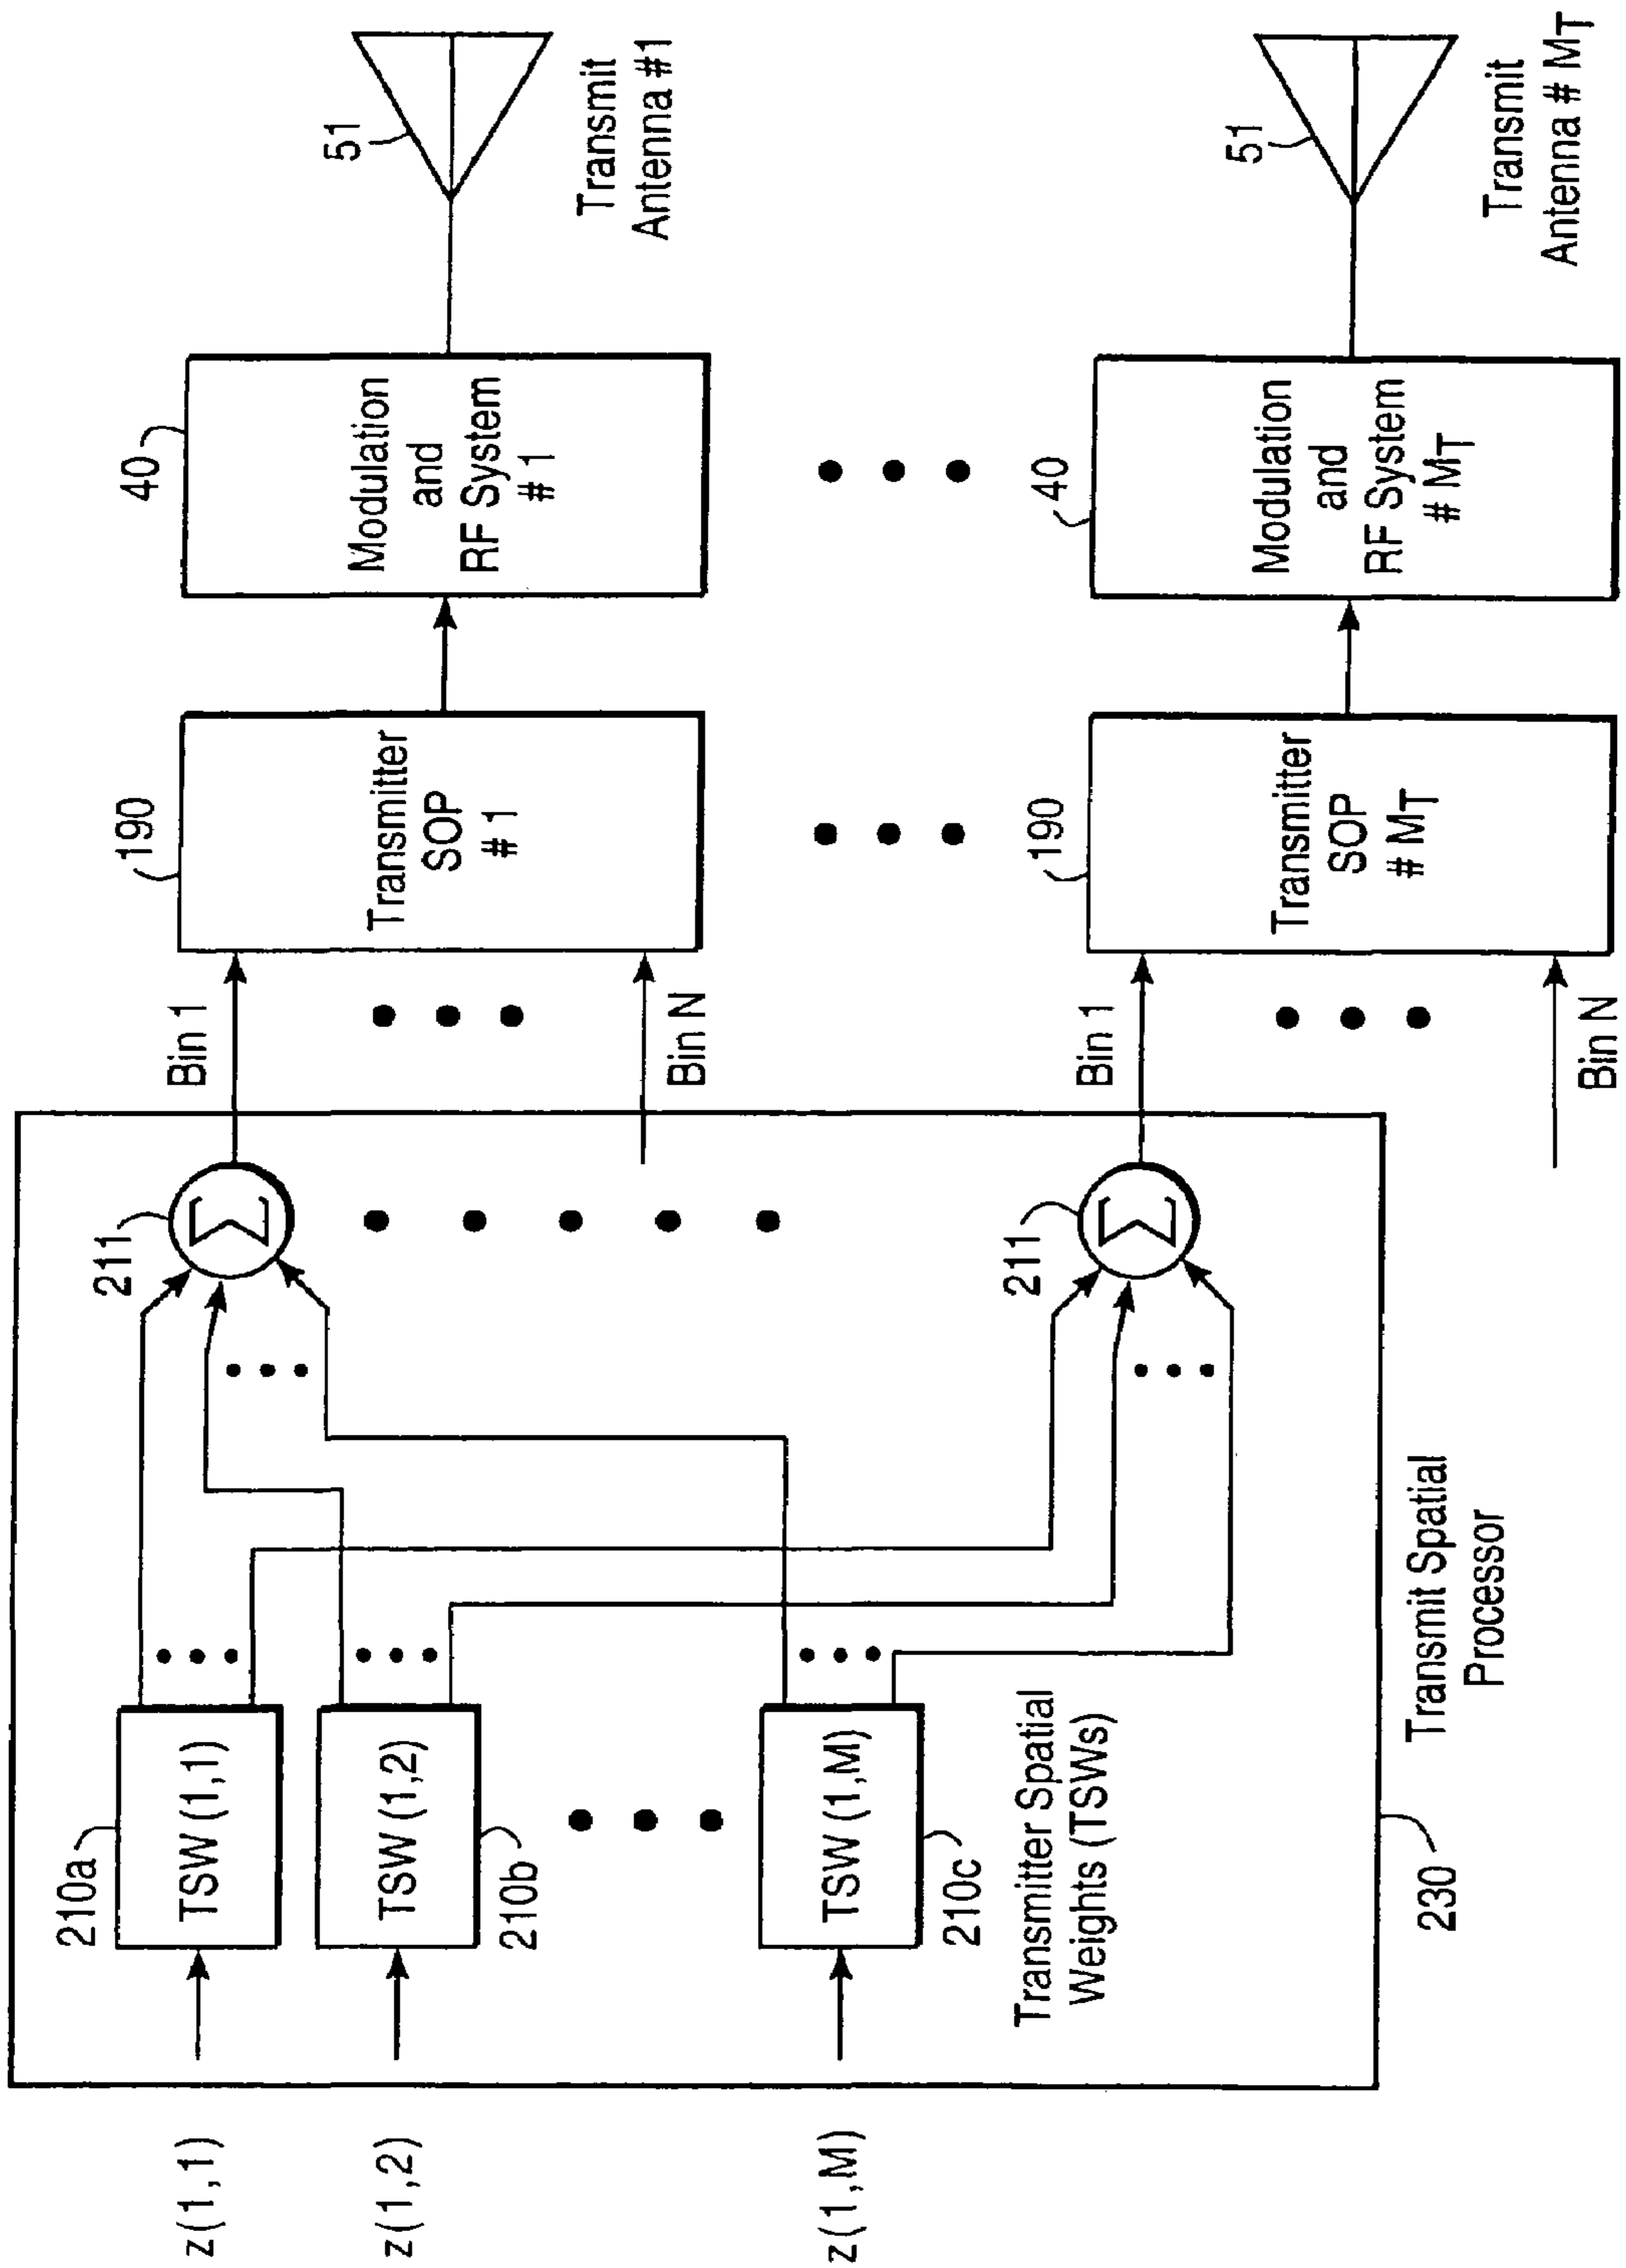 z(1,1)
z(1,2)
z(1,M)
210a
TSW (1,1)
TSW (1,2)
210b
TSW (1,M)
210c
Transmitter Spatial
Weights (TSWs)
230
Transmit Spatial
Processor
211
Σ
211
Σ
Bin 1
Bin N
Bin 1
Bin N
190
Transmitter
SOP
# 1
190
Transmitter
SOP
# MT
40
Modulation
and
RF System
# 1
40
Modulation
and
RF System
# MT
51
Transmit
Antenna #1
51
Transmit
Antenna # MT